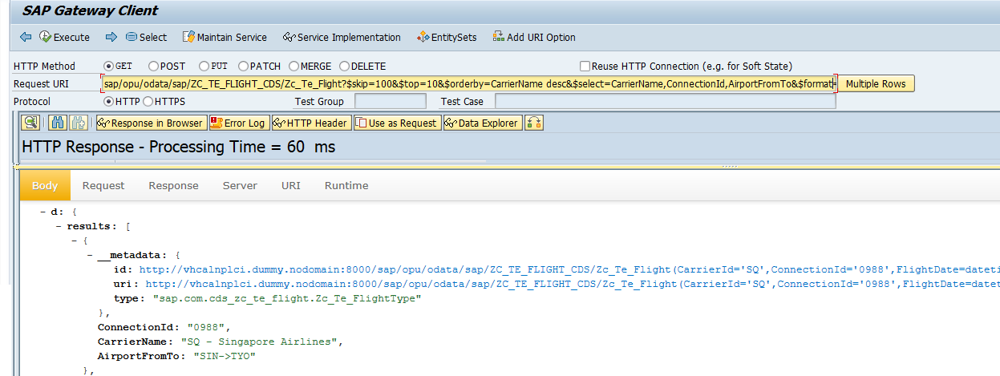 SAP Gateway Client
Execute Select Maintain Service Service Implementation EntitySets Add URI Option
HTTP Method GET POST PUT PATCH MERGE DELETE Reuse HTTP Connection (e.g. for Soft State)
Request URI sap/opu/odata/sap/ZC_TE_FLIGHT_CDS/Zc_Te_Flight?$skip=100&$top=10&$orderby=CarrierName desc&$select=CarrierName,ConnectionId,AirportFromTo&$format= Multiple Rows
Protocol HTTP HTTPS Test Group Test Case
Response in Browser Error Log HTTP Header Use as Request Data Explorer
HTTP Response - Processing Time = 60 ms
Body Request Response Server URI Runtime
– d: {
– results: [
– {
– __metadata: {
id: http://vhcalnplci.dummy.nodomain:8000/sap/opu/odata/sap/ZC_TE_FLIGHT_CDS/Zc_Te_Flight(CarrierId='SQ',ConnectionId='0988',FlightDate=dateti
uri: http://vhcalnplci.dummy.nodomain:8000/sap/opu/odata/sap/ZC_TE_FLIGHT_CDS/Zc_Te_Flight(CarrierId='SQ',ConnectionId='0988',FlightDate=datet
type: "sap.com.cds_zc_te_flight.Zc_Te_FlightType"
},
ConnectionId: "0988",
CarrierName: "SQ - Singapore Airlines",
AirportFromTo: "SIN->TYO"
},